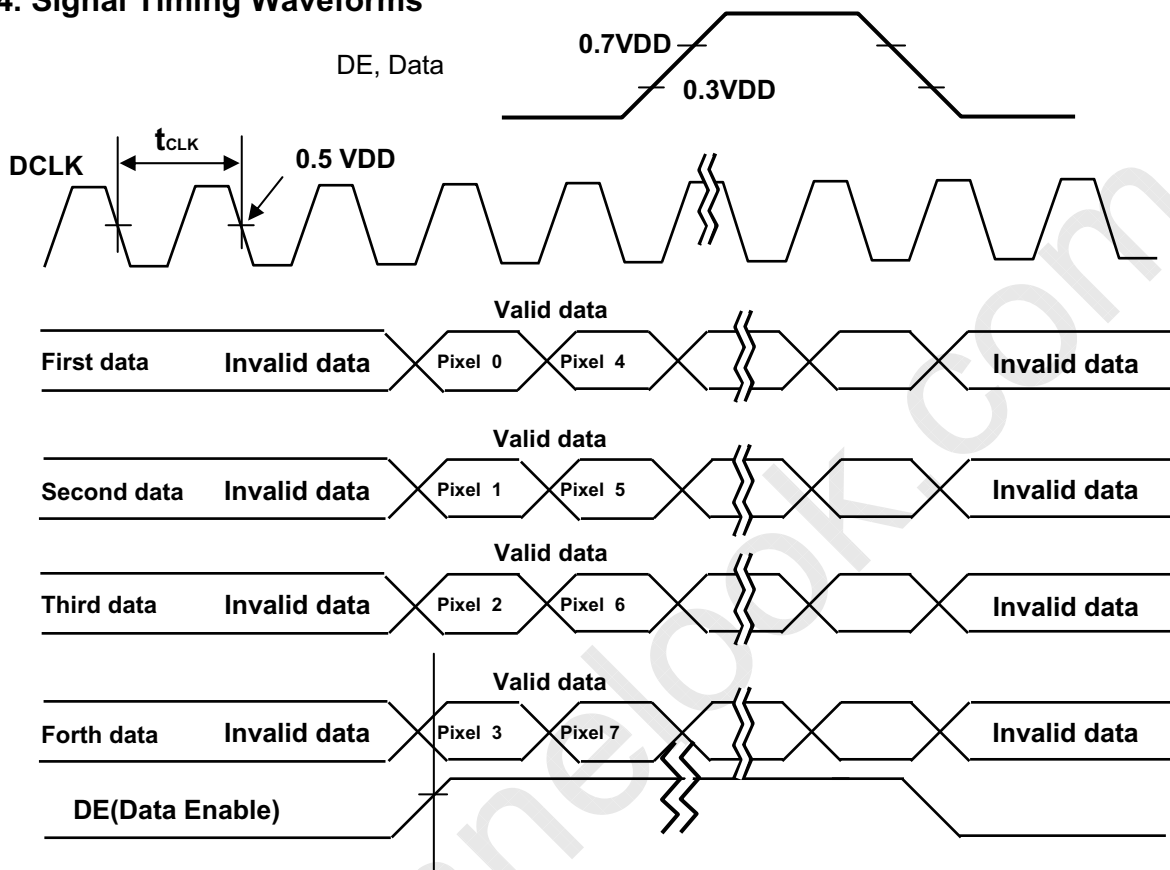 4. Signal Timing Waveforms
0.7VDD
DE, Data
0.3VDD
tCLK
0.5 VDD
DCLK
Valid data
First data Invalid data Pixel 0 Pixel 4 Invalid data
Valid data
Second data Invalid data Pixel 1 Pixel 5 Invalid data
Valid data
Third data Invalid data Pixel 2 Pixel 6 Invalid data
Valid data
Forth data Invalid data Pixel 3 Pixel 7 Invalid data
DE(Data Enable)
nelook.com